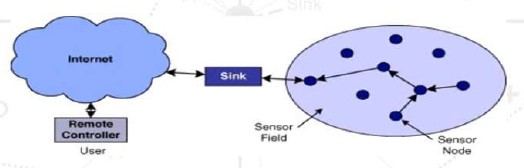 Sink
Internet
Sink
Remote
Controller
User
Sensor
Field
Sensor
Node